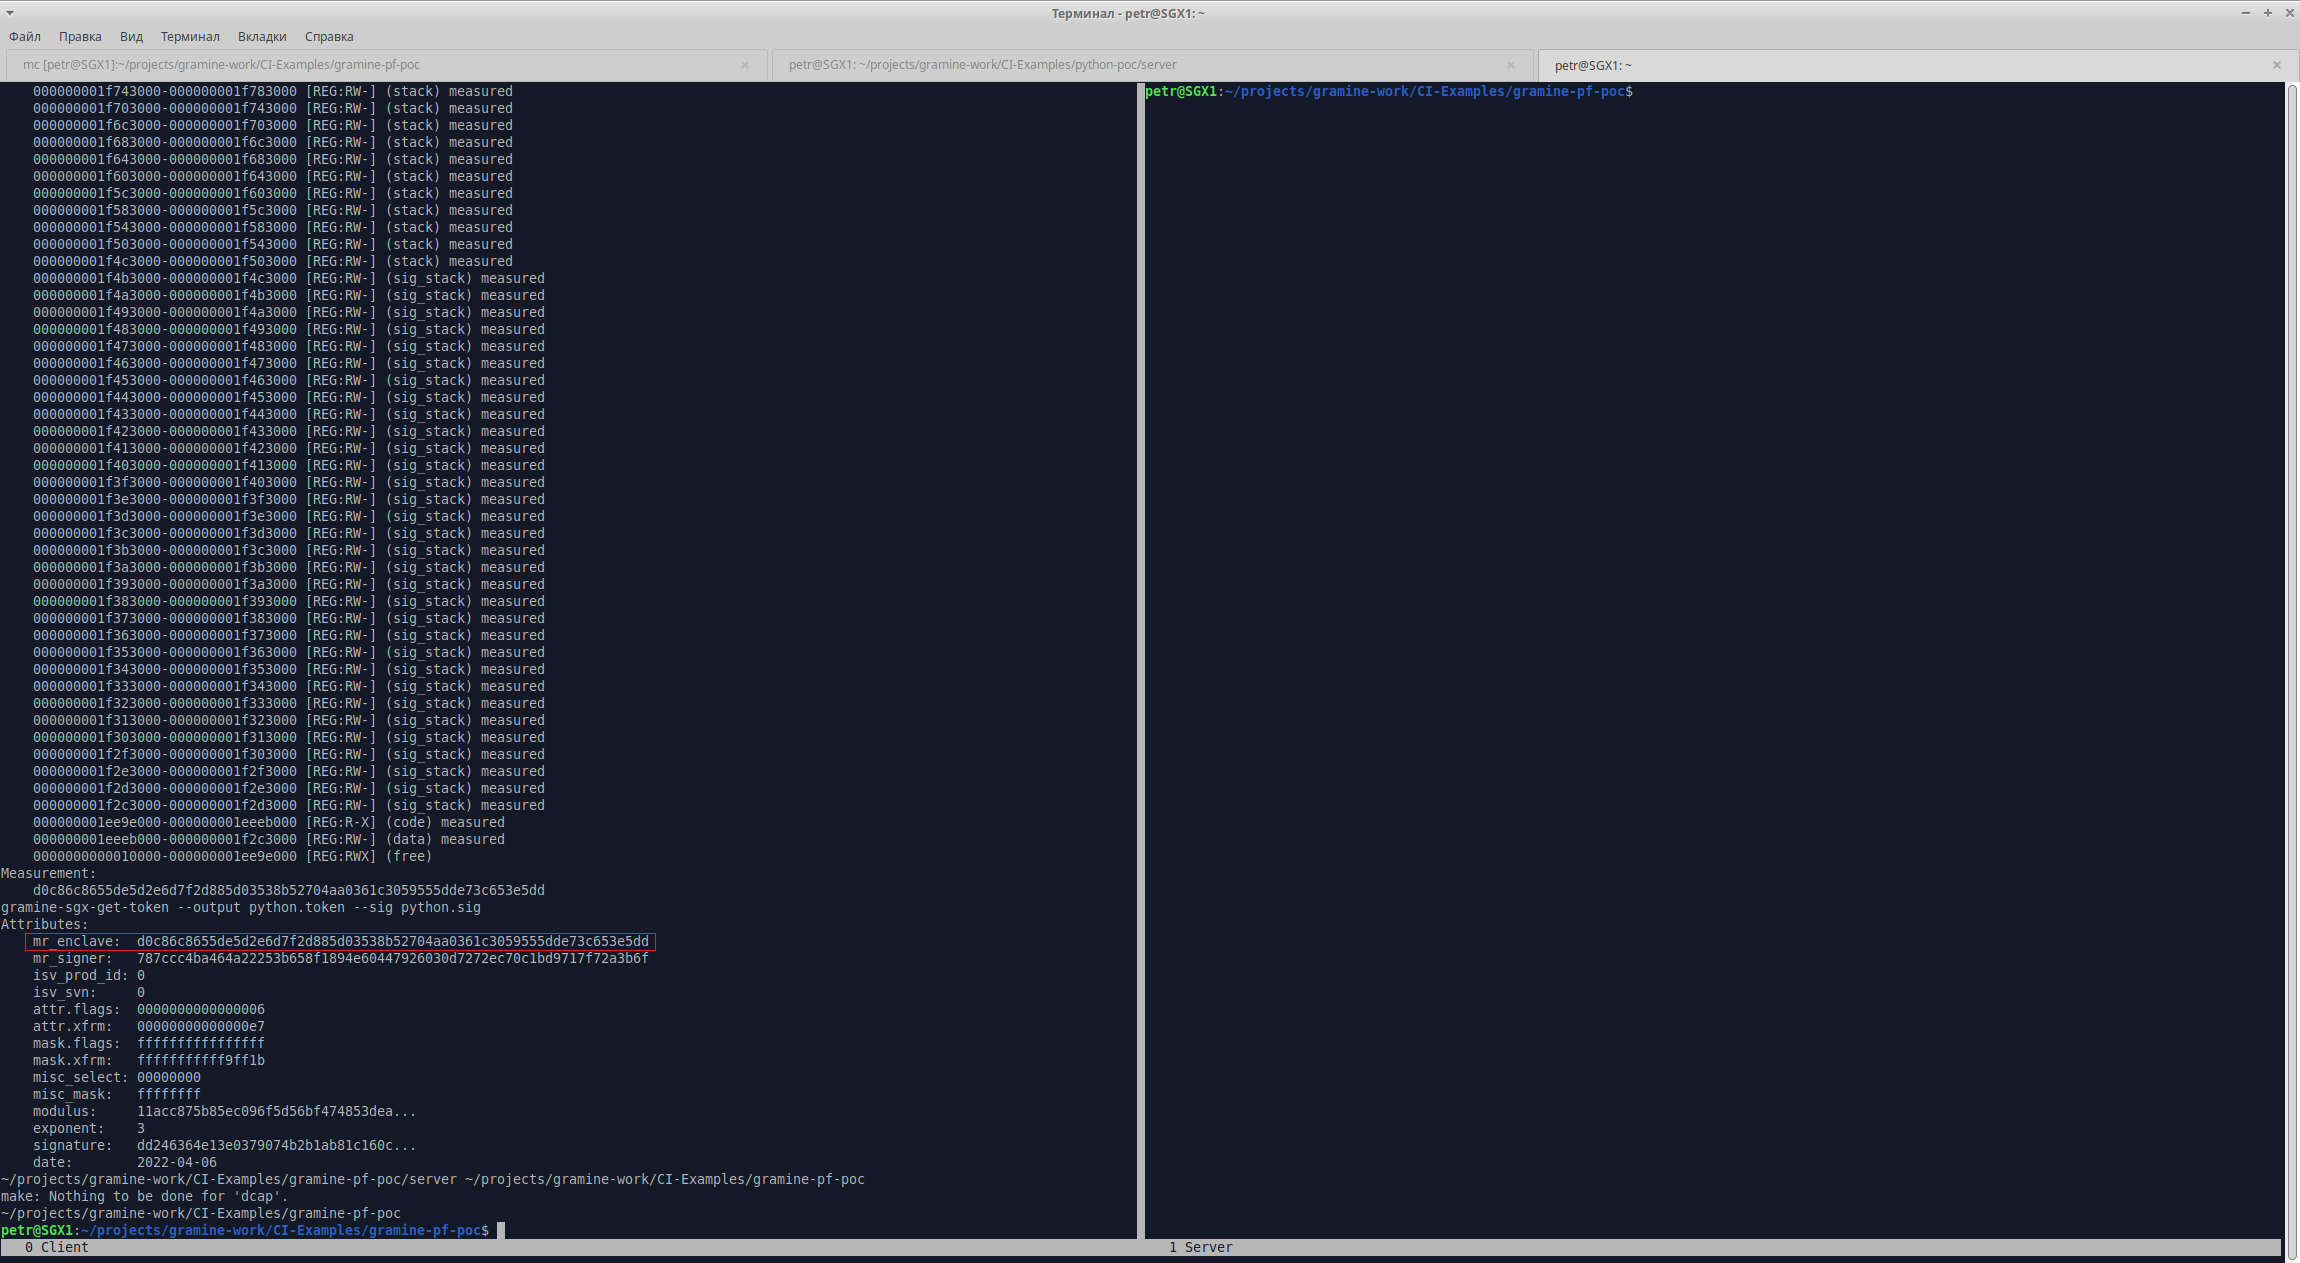 Терминал - petr@SGX1: ~
Файл Правка Вид Терминал Вкладки Справка
mc [petr@SGX1]:~/projects/gramine-work/CI-Examples/gramine-pf-poc
petr@SGX1: ~/projects/gramine-work/CI-Examples/python-poc/server
petr@SGX1: ~
000000001f743000-000000001f783000 [REG:RW-] (stack) measured
000000001f703000-000000001f743000 [REG:RW-] (stack) measured
000000001f6c3000-000000001f703000 [REG:RW-] (stack) measured
000000001f683000-000000001f6c3000 [REG:RW-] (stack) measured
000000001f643000-000000001f683000 [REG:RW-] (stack) measured
000000001f603000-000000001f643000 [REG:RW-] (stack) measured
000000001f5c3000-000000001f603000 [REG:RW-] (stack) measured
000000001f583000-000000001f5c3000 [REG:RW-] (stack) measured
000000001f543000-000000001f583000 [REG:RW-] (stack) measured
000000001f503000-000000001f543000 [REG:RW-] (stack) measured
000000001f4c3000-000000001f503000 [REG:RW-] (stack) measured
000000001f4b3000-000000001f4c3000 [REG:RW-] (sig_stack) measured
000000001f4a3000-000000001f4b3000 [REG:RW-] (sig_stack) measured
000000001f493000-000000001f4a3000 [REG:RW-] (sig_stack) measured
000000001f483000-000000001f493000 [REG:RW-] (sig_stack) measured
000000001f473000-000000001f483000 [REG:RW-] (sig_stack) measured
000000001f463000-000000001f473000 [REG:RW-] (sig_stack) measured
000000001f453000-000000001f463000 [REG:RW-] (sig_stack) measured
000000001f443000-000000001f453000 [REG:RW-] (sig_stack) measured
000000001f433000-000000001f443000 [REG:RW-] (sig_stack) measured
000000001f423000-000000001f433000 [REG:RW-] (sig_stack) measured
000000001f413000-000000001f423000 [REG:RW-] (sig_stack) measured
000000001f403000-000000001f413000 [REG:RW-] (sig_stack) measured
000000001f3f3000-000000001f403000 [REG:RW-] (sig_stack) measured
000000001f3e3000-000000001f3f3000 [REG:RW-] (sig_stack) measured
000000001f3d3000-000000001f3e3000 [REG:RW-] (sig_stack) measured
000000001f3c3000-000000001f3d3000 [REG:RW-] (sig_stack) measured
000000001f3b3000-000000001f3c3000 [REG:RW-] (sig_stack) measured
000000001f3a3000-000000001f3b3000 [REG:RW-] (sig_stack) measured
000000001f393000-000000001f3a3000 [REG:RW-] (sig_stack) measured
000000001f383000-000000001f393000 [REG:RW-] (sig_stack) measured
000000001f373000-000000001f383000 [REG:RW-] (sig_stack) measured
000000001f363000-000000001f373000 [REG:RW-] (sig_stack) measured
000000001f353000-000000001f363000 [REG:RW-] (sig_stack) measured
000000001f343000-000000001f353000 [REG:RW-] (sig_stack) measured
000000001f333000-000000001f343000 [REG:RW-] (sig_stack) measured
000000001f323000-000000001f333000 [REG:RW-] (sig_stack) measured
000000001f313000-000000001f323000 [REG:RW-] (sig_stack) measured
000000001f303000-000000001f313000 [REG:RW-] (sig_stack) measured
000000001f2f3000-000000001f303000 [REG:RW-] (sig_stack) measured
000000001f2e3000-000000001f2f3000 [REG:RW-] (sig_stack) measured
000000001f2d3000-000000001f2e3000 [REG:RW-] (sig_stack) measured
000000001f2c3000-000000001f2d3000 [REG:RW-] (sig_stack) measured
000000001ee9e000-000000001eeeb000 [REG:R-X] (code) measured
000000001eeeb000-000000001f2c3000 [REG:RW-] (data) measured
0000000000010000-000000001ee9e000 [REG:RWX] (free)
Measurement:
d0c86c8655de5d2e6d7f2d885d03538b52704aa0361c3059555dde73c653e5dd
gramine-sgx-get-token --output python.token --sig python.sig
Attributes:
mr_enclave: d0c86c8655de5d2e6d7f2d885d03538b52704aa0361c3059555dde73c653e5dd
mr_signer: 787ccc4ba464a22253b658f1894e60447926030d7272ec70c1bd9717f72a3b6f
isv_prod_id: 0
isv_svn: 0
attr.flags: 0000000000000006
attr.xfrm: 00000000000000e7
mask.flags: ffffffffffffffff
mask.xfrm: fffffffffff9ff1b
misc_select: 00000000
misc_mask: ffffffff
modulus: 11acc875b85ec096f5d56bf474853dea...
exponent: 3
signature: dd246364e13e0379074b2b1ab81c160c...
date: 2022-04-06
~/projects/gramine-work/CI-Examples/gramine-pf-poc/server ~/projects/gramine-work/CI-Examples/gramine-pf-poc
make: Nothing to be done for 'dcap'.
~/projects/gramine-work/CI-Examples/gramine-pf-poc
petr@SGX1:~/projects/gramine-work/CI-Examples/gramine-pf-poc$
0 Client
petr@SGX1:~/projects/gramine-work/CI-Examples/gramine-pf-poc$
1 Server